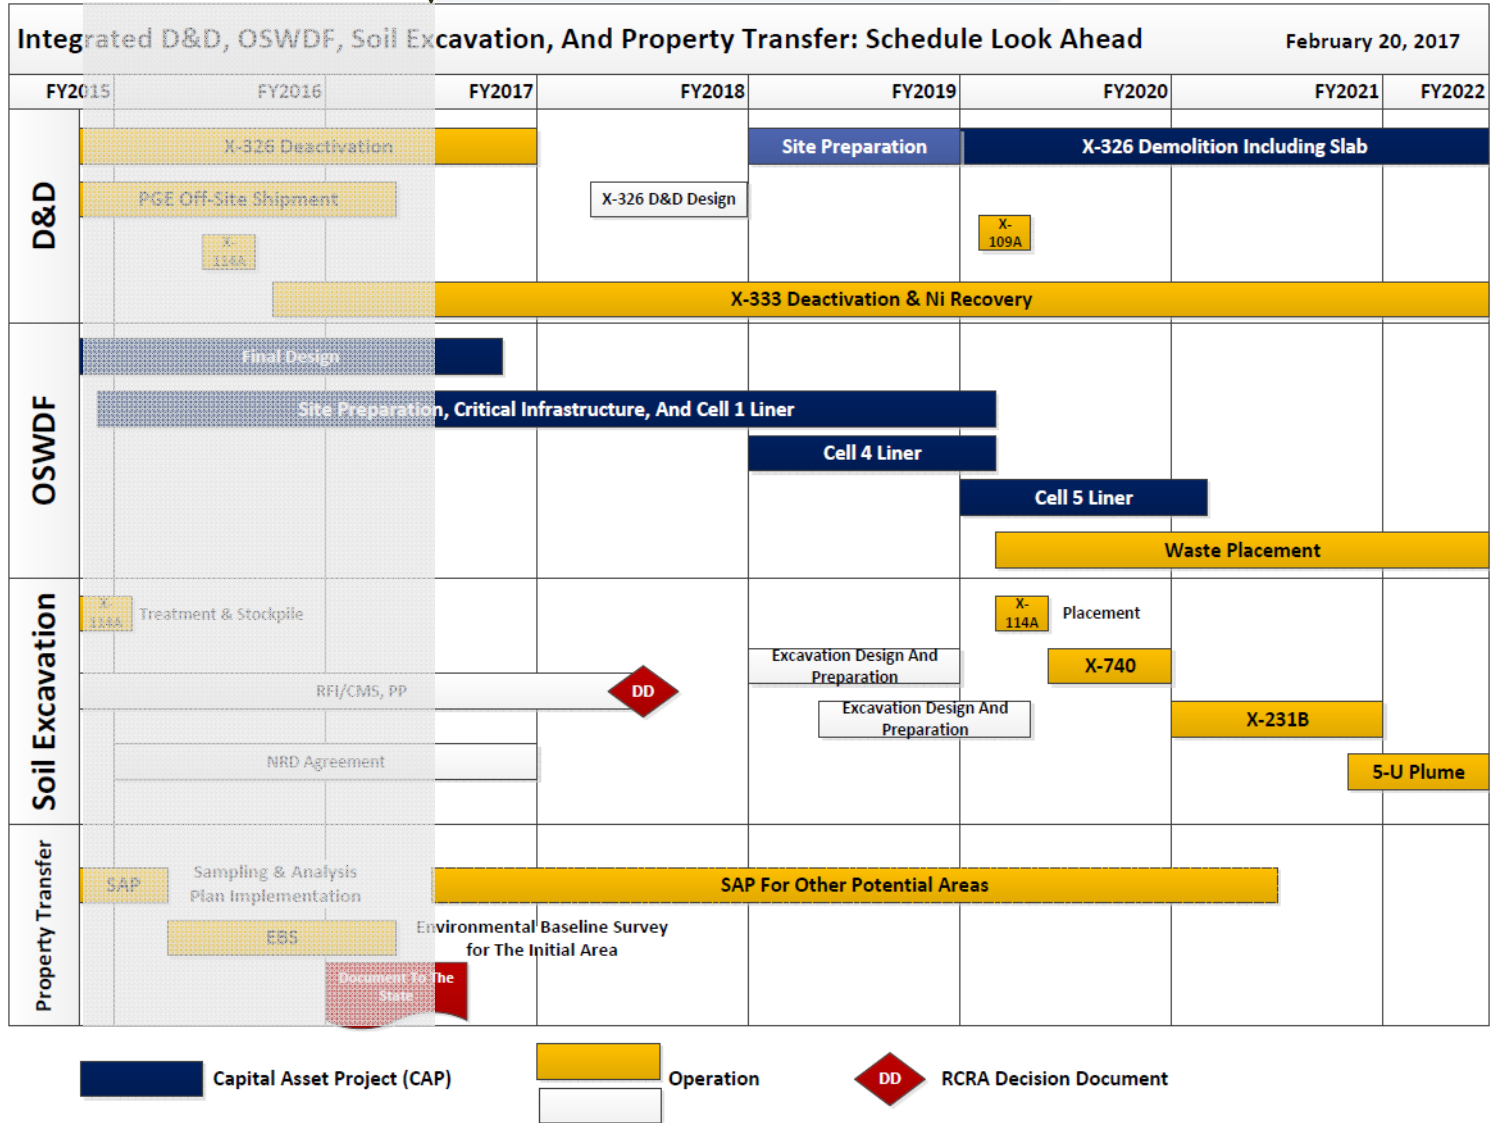 Integrated D&D, OSWDF, Soil Excavation, And Property Transfer: Schedule Look Ahead
February 20, 2017
FY2015
FY2016
FY2017
FY2018
FY2019
FY2020
FY2021
FY2022
D&D
X-326 Deactivation
Site Preparation
X-326 Demolition Including Slab
PGE Off-Site Shipment
X-326 D&D Design
X-
114A
X-
109A
X-333 Deactivation & Ni Recovery
OSWDF
Final Design
Site Preparation, Critical Infrastructure, And Cell 1 Liner
Cell 4 Liner
Cell 5 Liner
Waste Placement
Soil Excavation
X-
114A
Treatment & Stockpile
X-
114A
Placement
Excavation Design And
Preparation
X-740
RFI/CMS, PP
DD
Excavation Design And
Preparation
X-231B
NRD Agreement
5-U Plume
Property Transfer
SAP
Sampling & Analysis
Plan Implementation
SAP For Other Potential Areas
EBS
Environmental Baseline Survey
for The Initial Area
Document To The
State
Capital Asset Project (CAP)
Operation
DD
RCRA Decision Document